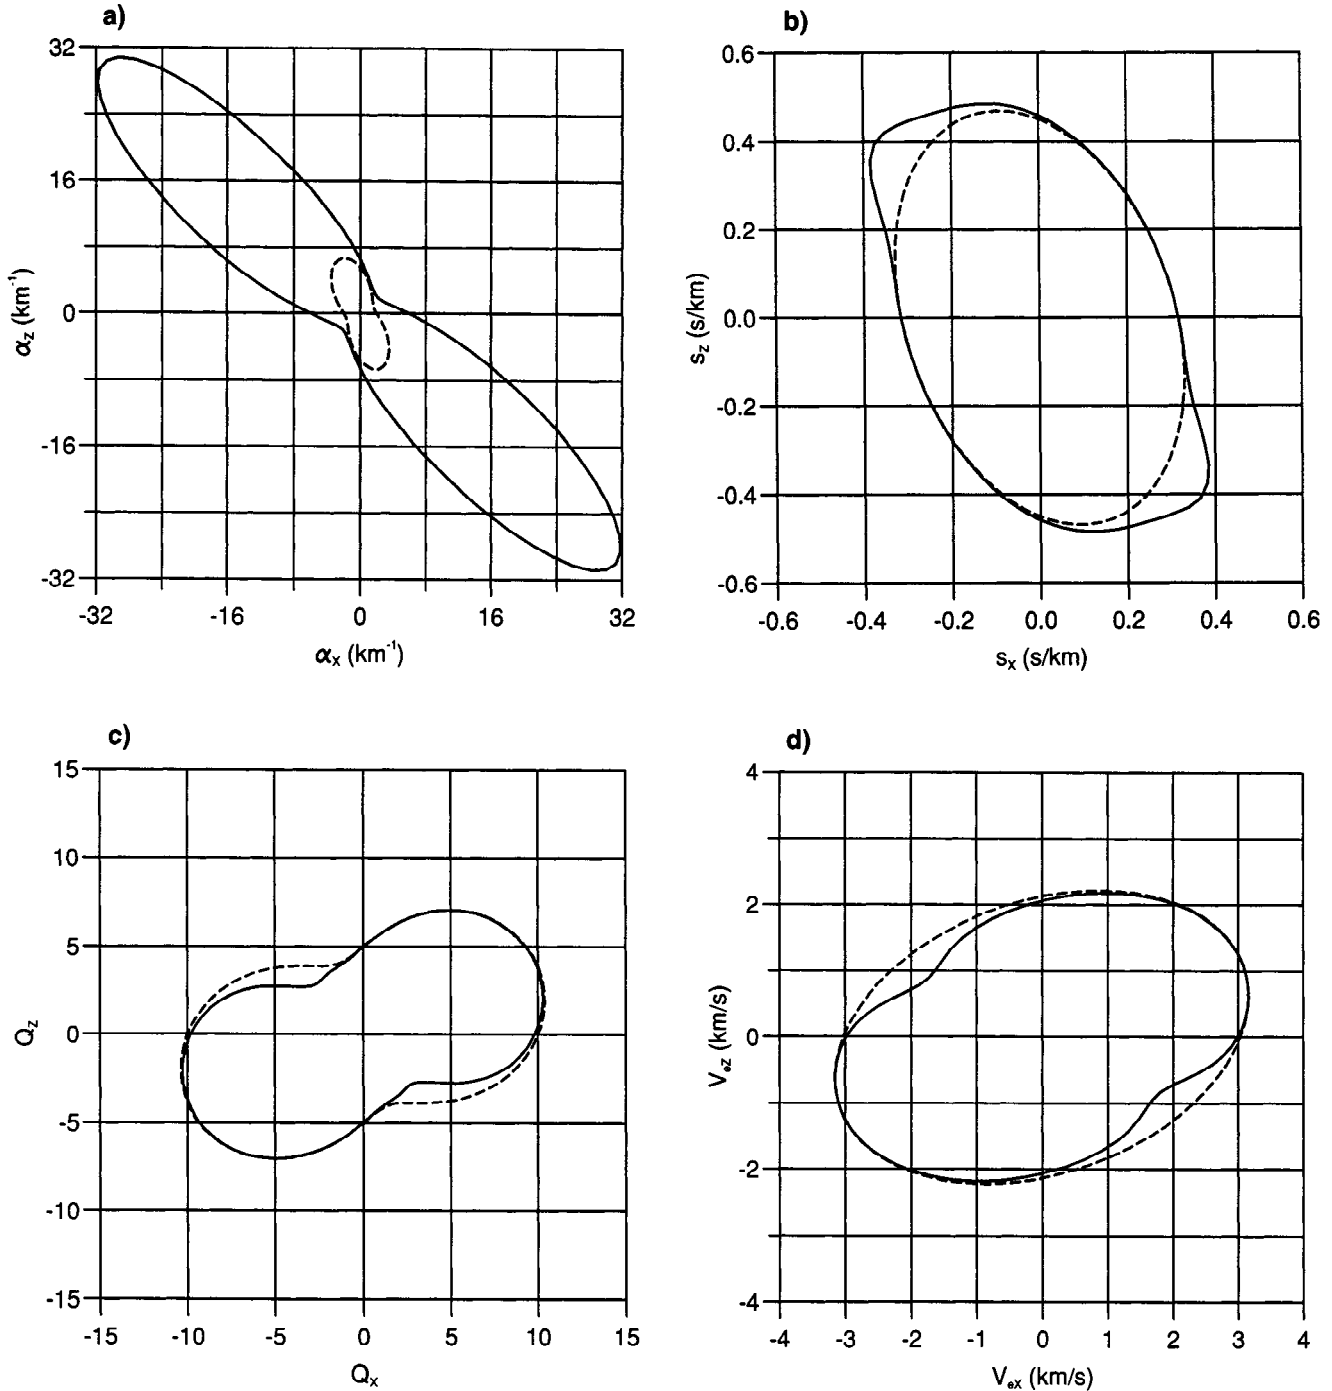 a)
32
16
0
-16
-32
-32 -16 0 16 32
αz (km⁻¹)
αx (km⁻¹)
b)
0.6
0.4
0.2
0.0
-0.2
-0.4
-0.6
-0.6 -0.4 -0.2 0.0 0.2 0.4 0.6
sz (s/km)
sx (s/km)
c)
15
10
5
0
-5
-10
-15
-15 -10 -5 0 5 10 15
Qz
Qx
d)
4
2
0
-2
-4
-4 -3 -2 -1 0 1 2 3 4
Vez (km/s)
Vex (km/s)